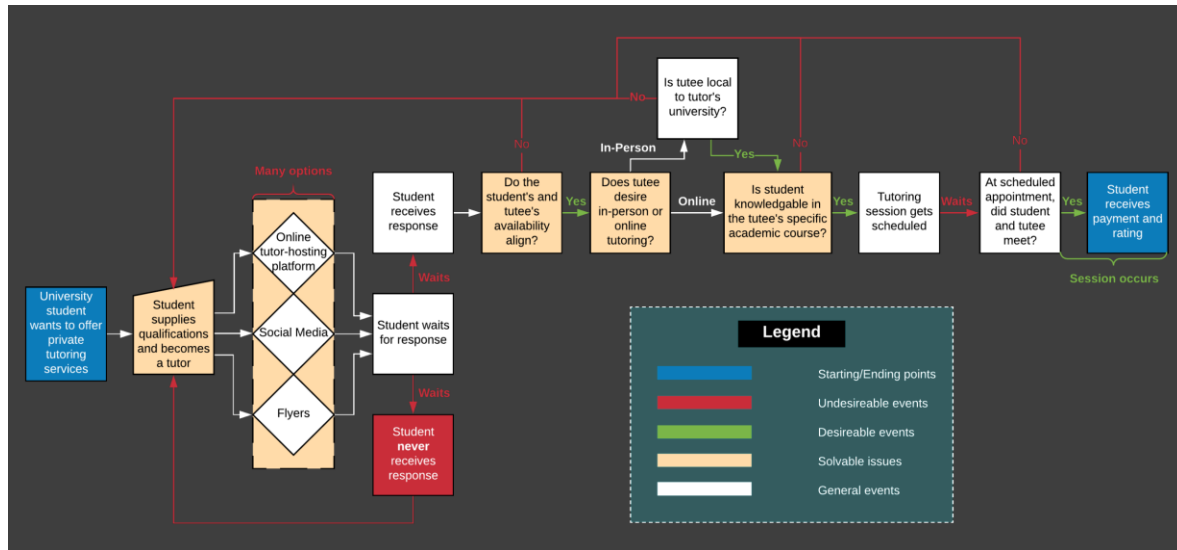 University
student
wants to offer
private
tutoring
services
Student
supplies
qualifications
and becomes
a tutor
Many options
Online
tutor-hosting
platform
Social Media
Flyers
Student
receives
response
Waits
Student waits
for response
Waits
Student
never
receives
response
Do the
student's and
tutee's
availability
align?
No
Yes
Does tutee
desire
in-person or
online
tutoring?
In-Person
Online
Is tutee local
to tutor's
university?
No
Yes
Is student
knowledgable in
the tutee's specific
academic course?
No
Yes
Tutoring
session gets
scheduled
Waits
At scheduled
appointment,
did student
and tutee
meet?
No
Yes
Student
receives
payment and
rating
Session occurs
Legend
Starting/Ending points
Undesireable events
Desireable events
Solvable issues
General events